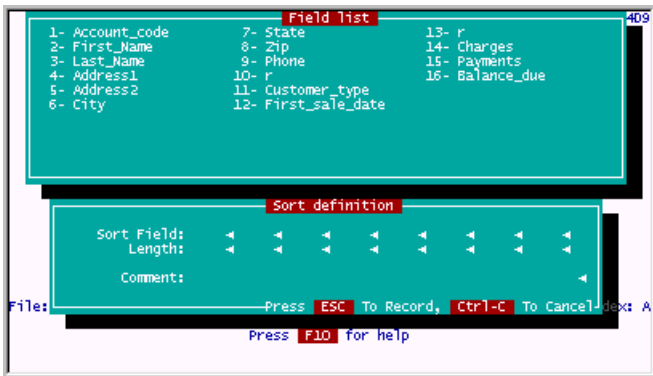 Field list
4D9
1- Account_code 7- State 13- r
2- First_Name 8- Zip 14- Charges
3- Last_Name 9- Phone 15- Payments
4- Address1 10- r 16- Balance_due
5- Address2 11- Customer_type
6- City 12- First_sale_date
Sort definition
Sort Field:
Length:
Comment:
File: Press ESC To Record, Ctrl-C To Cancel dex: A
Press F10 for help